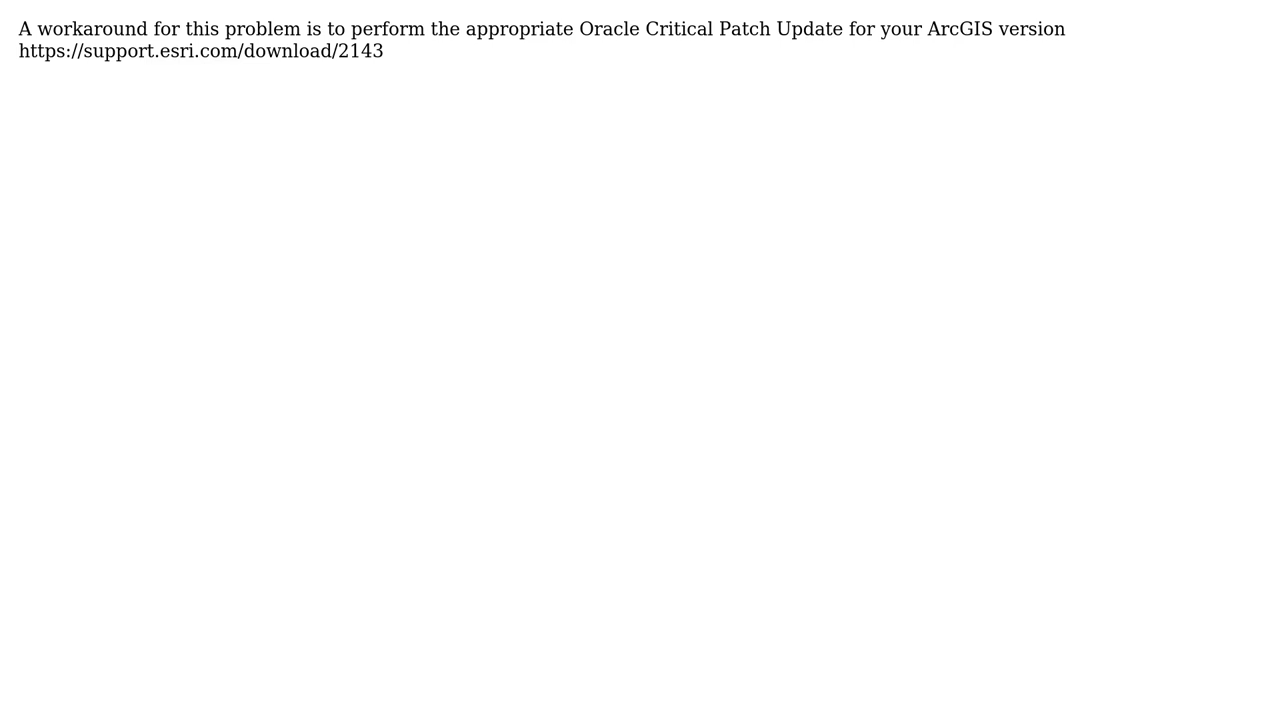 A workaround for this problem is to perform the appropriate Oracle Critical Patch Update for your ArcGIS version
https://support.esri.com/download/2143